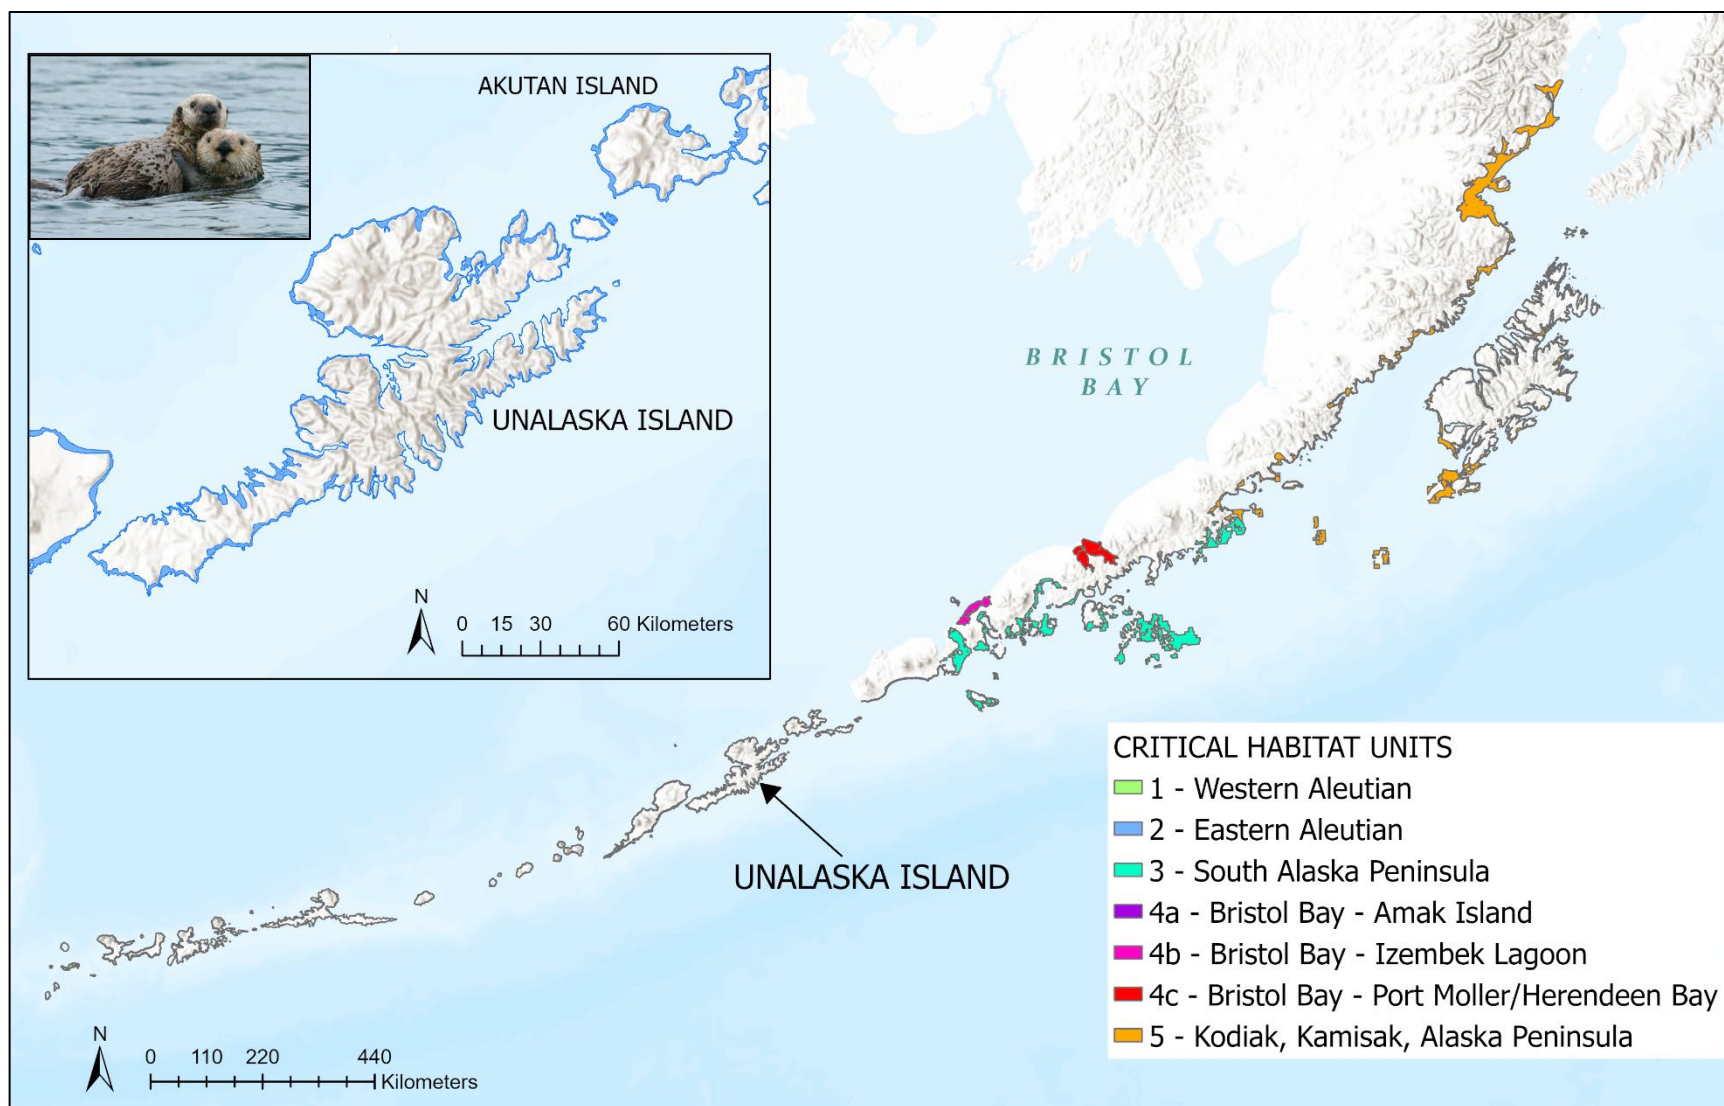 AKUTAN ISLAND
UNALASKA ISLAND
N
0 15 30 60 Kilometers
BRISTOL
BAY
UNALASKA ISLAND
N
0 110 220 440
Kilometers
CRITICAL HABITAT UNITS
1 - Western Aleutian
2 - Eastern Aleutian
3 - South Alaska Peninsula
4a - Bristol Bay - Amak Island
4b - Bristol Bay - Izembek Lagoon
4c - Bristol Bay - Port Moller/Herendeen Bay
5 - Kodiak, Kamisak, Alaska Peninsula